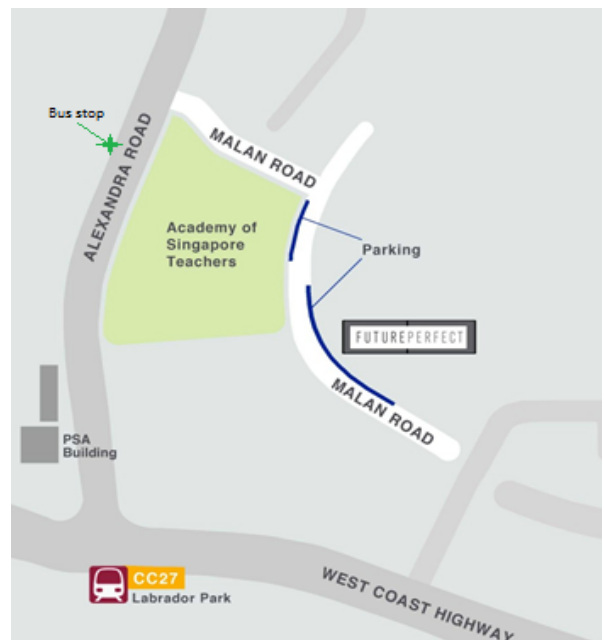 Bus stop
ALEXANDRA ROAD
MALAN ROAD
Academy of
Singapore
Teachers
Parking
FUTUREPERFECT
MALAN ROAD
PSA
Building
CC27
Labrador Park
WEST COAST HIGHWAY